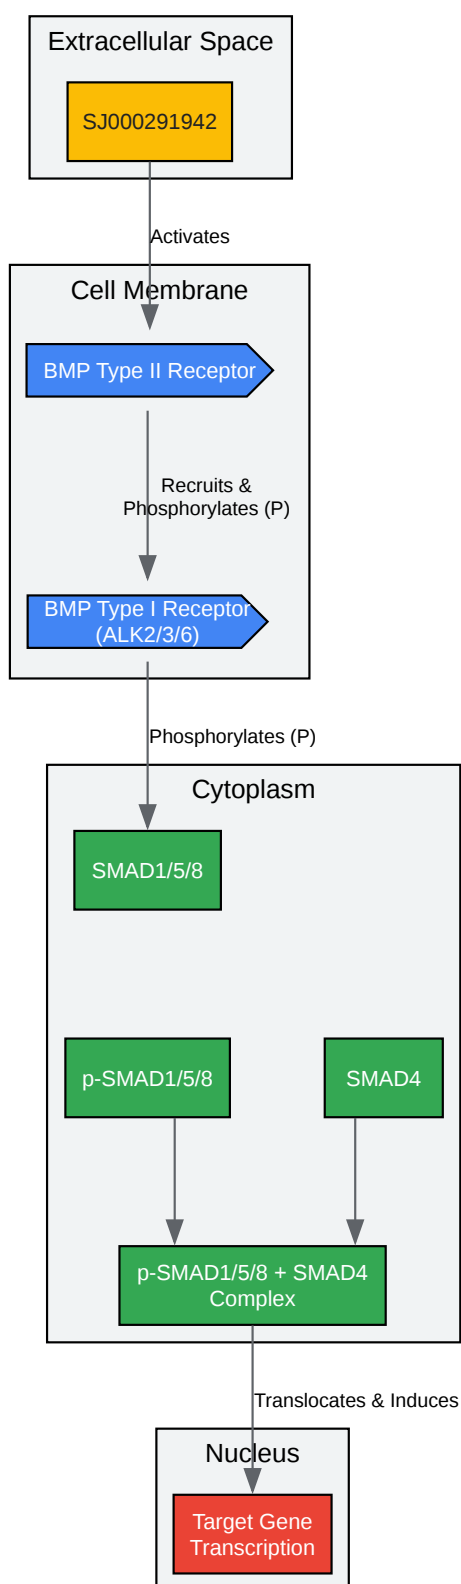 Extracellular Space
SJ000291942
Activates
Cell Membrane
BMP Type II Receptor
Recruits &
Phosphorylates (P)
BMP Type I Receptor
(ALK2/3/6)
Phosphorylates (P)
Cytoplasm
SMAD1/5/8
p-SMAD1/5/8
SMAD4
p-SMAD1/5/8 + SMAD4
Complex
Translocates & Induces
Nucleus
Target Gene
Transcription